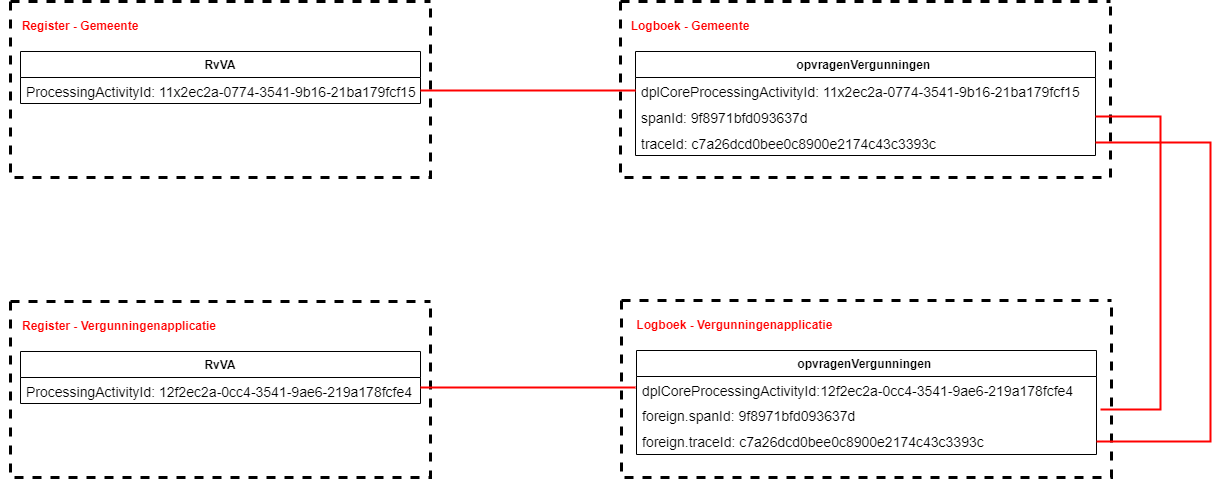 Register - Gemeente
RvVA
ProcessingActivityId: 11x2ec2a-0774-3541-9b16-21ba179fcf15
Logboek - Gemeente
opvragenVergunningen
dplCoreProcessingActivityId: 11x2ec2a-0774-3541-9b16-21ba179fcf15
spanId: 9f8971bfd093637d
traceId: c7a26dcd0bee0c8900e2174c43c3393c
Register - Vergunningenapplicatie
RvVA
ProcessingActivityId: 12f2ec2a-0cc4-3541-9ae6-219a178fcfe4
Logboek - Vergunningenapplicatie
opvragenVergunningen
dplCoreProcessingActivityId:12f2ec2a-0cc4-3541-9ae6-219a178fcfe4
foreign.spanId: 9f8971bfd093637d
foreign.traceId: c7a26dcd0bee0c8900e2174c43c3393c